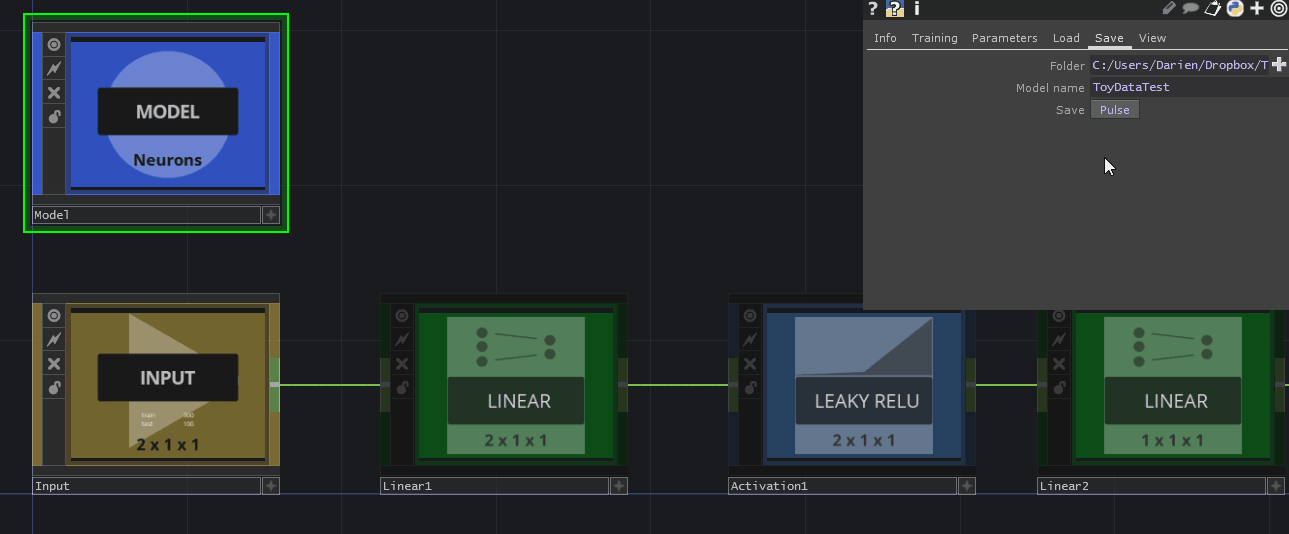 ? ? i
Info Training Parameters Load Save View
Folder C:/Users/Darien/Dropbox/T
Model name ToyDataTest
Save Pulse
MODEL
Neurons
Model
INPUT
train 300
test 100
2 x 1 x 1
Input
LINEAR
2 x 1 x 1
Linear1
LEAKY RELU
2 x 1 x 1
Activation1
LINEAR
1 x 1 x 1
Linear2